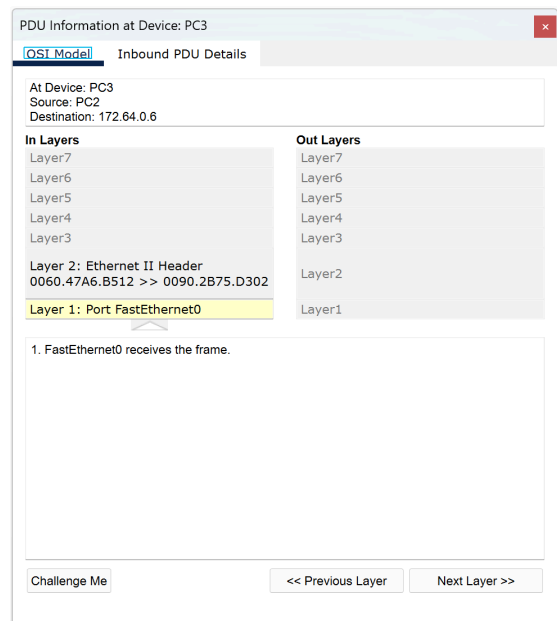 PDU Information at Device: PC3
×
OSI Model
Inbound PDU Details
At Device: PC3
Source: PC2
Destination: 172.64.0.6
In Layers
Layer7
Layer6
Layer5
Layer4
Layer3
Layer 2: Ethernet II Header
0060.47A6.B512 >> 0090.2B75.D302
Layer 1: Port FastEthernet0
Out Layers
Layer7
Layer6
Layer5
Layer4
Layer3
Layer2
Layer1
1. FastEthernet0 receives the frame.
Challenge Me
<< Previous Layer
Next Layer >>